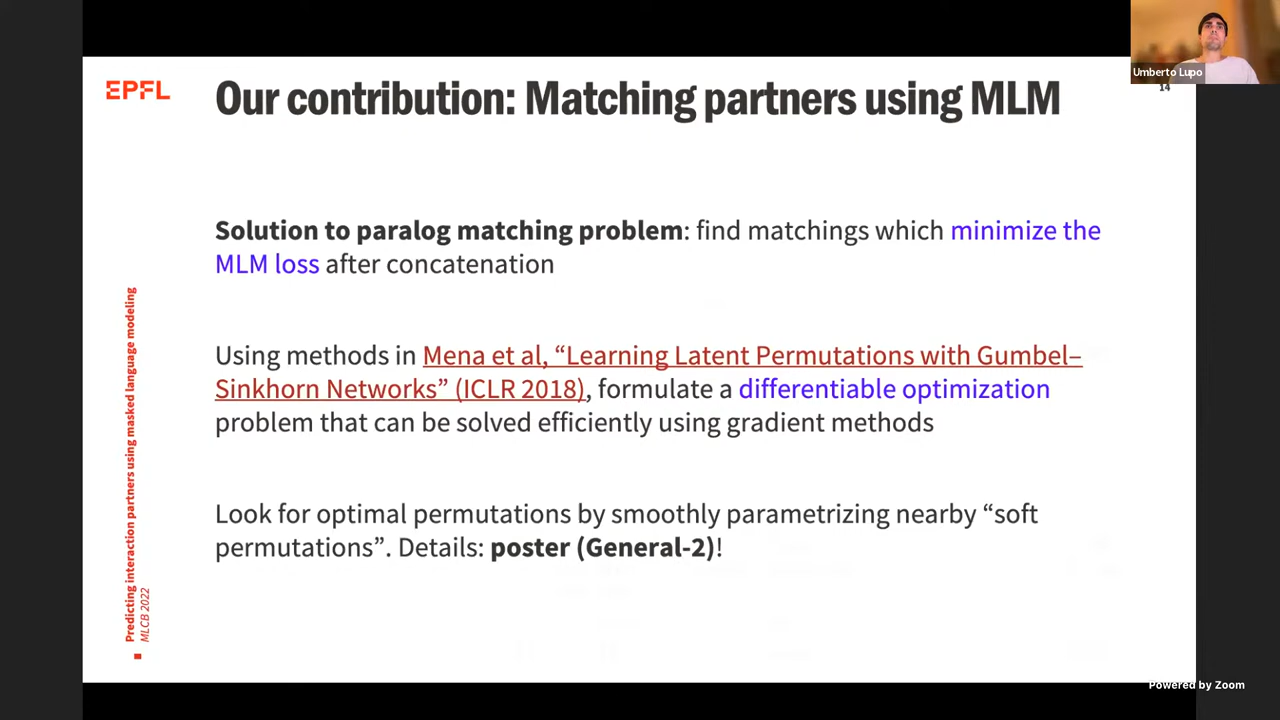 EPFL
Our contribution: Matching partners using MLM
Umberto Lupo
14
Solution to paralog matching problem: find matchings which minimize the
MLM loss after concatenation
Using methods in Mena et al, “Learning Latent Permutations with Gumbel–
Sinkhorn Networks” (ICLR 2018), formulate a differentiable optimization
problem that can be solved efficiently using gradient methods
Look for optimal permutations by smoothly parametrizing nearby “soft
permutations”. Details: poster (General-2)!
Predicting interaction partners using masked language modeling
MLCB 2022
Powered by Zoom